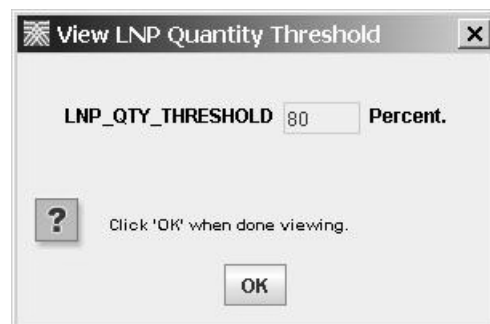 View LNP Quantity Threshold
LNP_QTY_THRESHOLD 80 Percent.
? Click 'OK' when done viewing.
OK